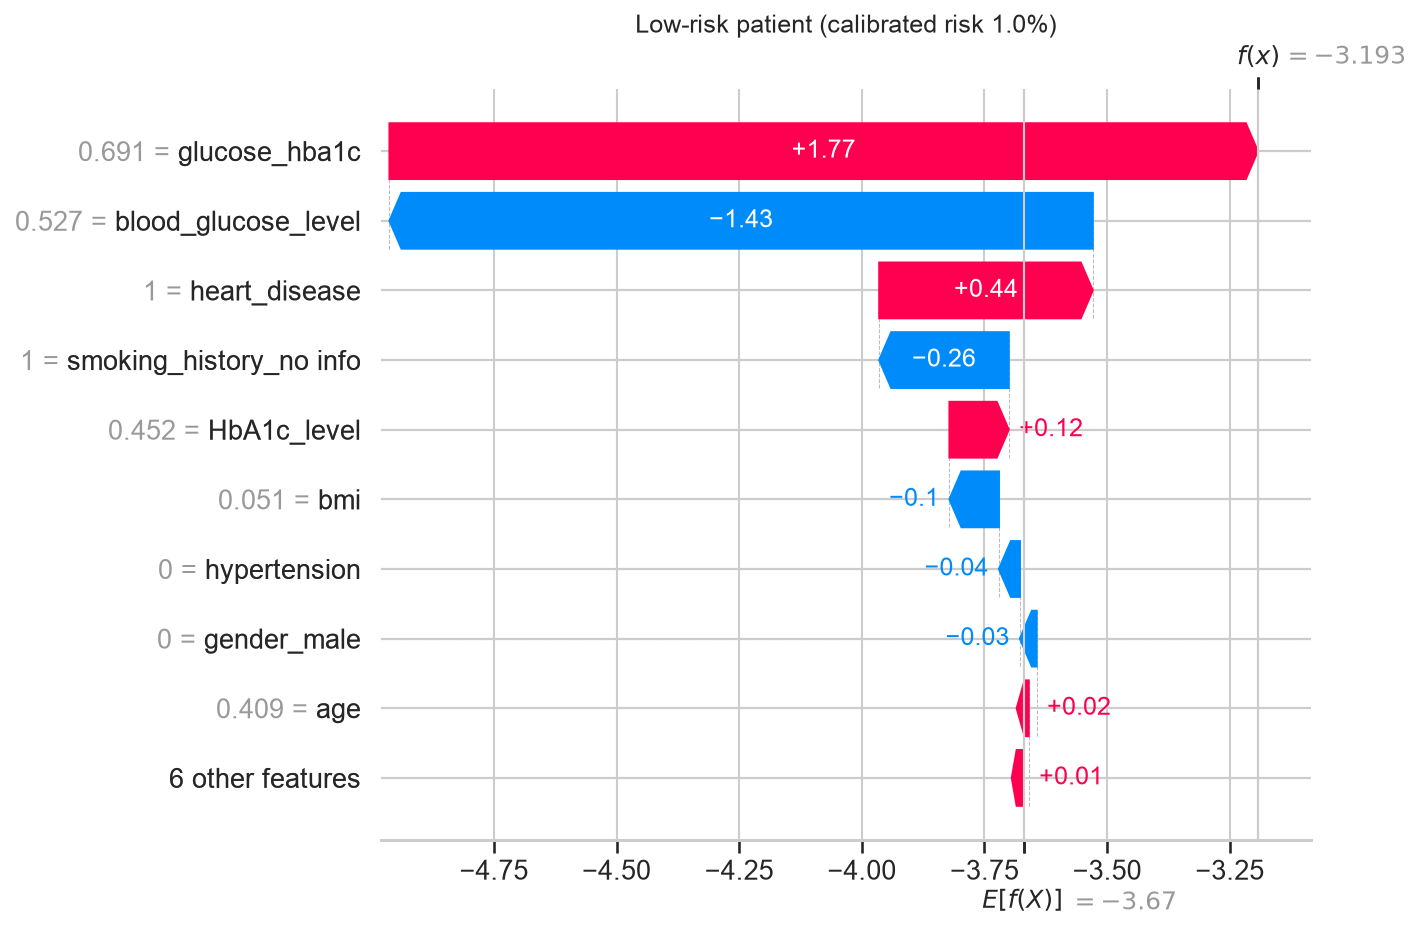 Low-risk patient (calibrated risk 1.0%)
f(x) = −3.193
0.691 = glucose_hba1c
+1.77
0.527 = blood_glucose_level
−1.43
1 = heart_disease
+0.44
1 = smoking_history_no info
−0.26
0.452 = HbA1c_level
+0.12
0.051 = bmi
−0.1
0 = hypertension
−0.04
0 = gender_male
−0.03
0.409 = age
+0.02
6 other features
+0.01
−4.75 −4.50 −4.25 −4.00 −3.75 −3.50 −3.25
E[f(X)] = −3.67